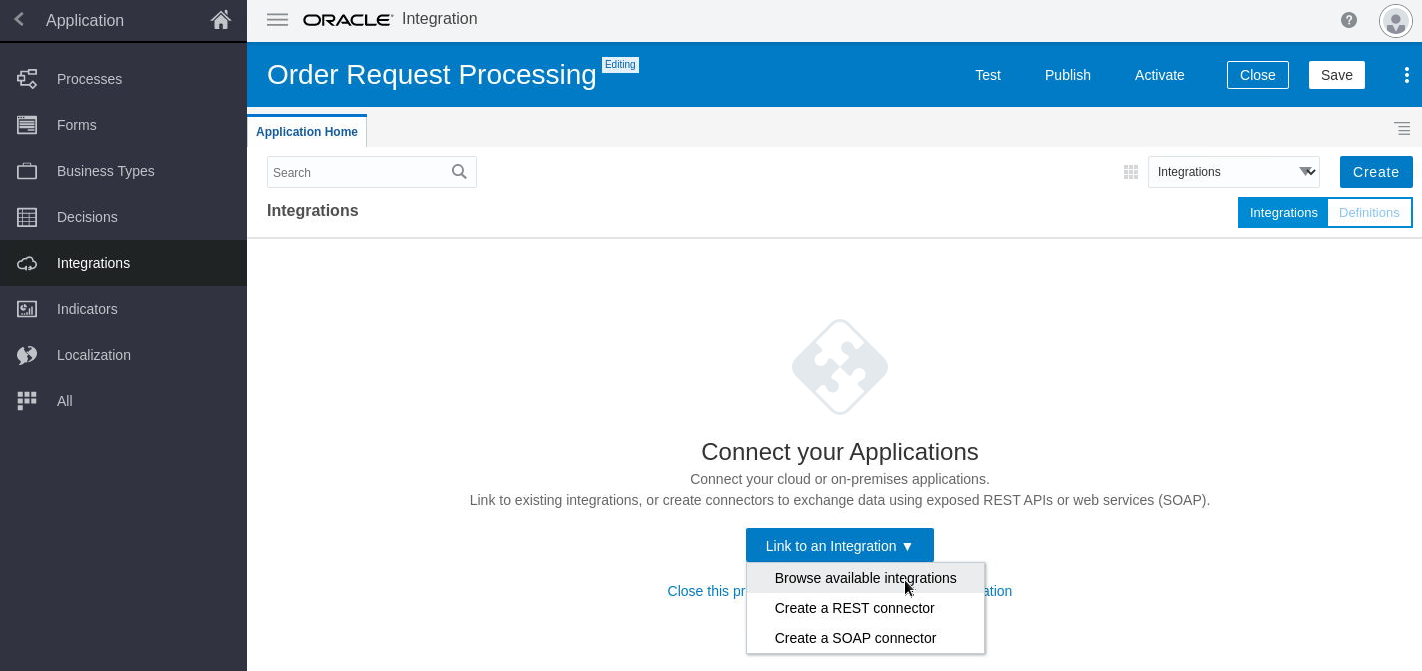 Application
ORACLE Integration
Processes
Forms
Business Types
Decisions
Integrations
Indicators
Localization
All
Order Request Processing Editing
Test Publish Activate Close Save
Application Home
Search
Integrations Create
Integrations
Integrations Definitions
Connect your Applications
Connect your cloud or on-premises applications.
Link to existing integrations, or create connectors to exchange data using exposed REST APIs or web services (SOAP).
Link to an Integration ▼
Browse available integrations
Close this
Create a REST connector
Create a SOAP connector